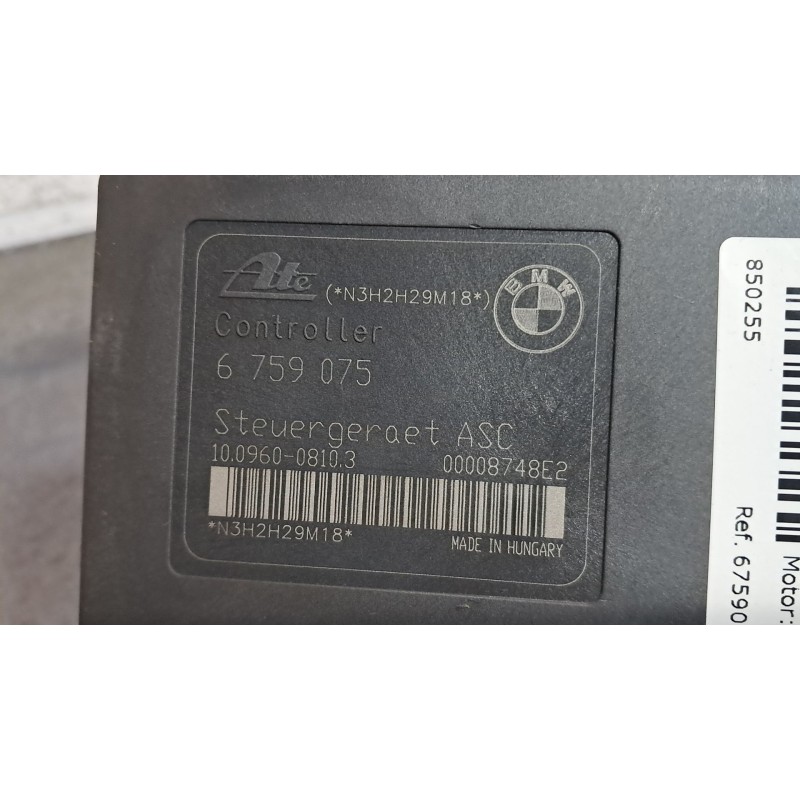 Ate (*N3H2H29M18*)
BMW
Controller
6 759 075
Steuergeraet ASC
10.0960-0810.3 00008748E2
*N3H2H29M18* MADE IN HUNGARY
850255
Motor:
Ref. 67590